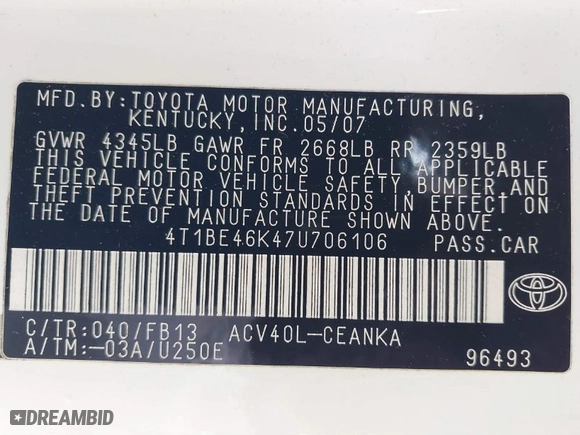 MFD.BY:TOYOTA MOTOR MANUFACTURING,
KENTUCKY, INC.05/07
GVWR 4345LB GAWR FR 2668LB RR 2359LB
THIS VEHICLE CONFORMS TO ALL APPLICABLE
FEDERAL MOTOR VEHICLE SAFETY,BUMPER,AND
THEFT PREVENTION STANDARDS IN EFFECT ON
THE DATE OF MANUFACTURE SHOWN ABOVE.
4T1BE46K47U706106 PASS.CAR
TOYOTA
C/TR:040/FB13 ACV40L-CEANKA
A/TM:-03A/U250E 96493
DREAMBID